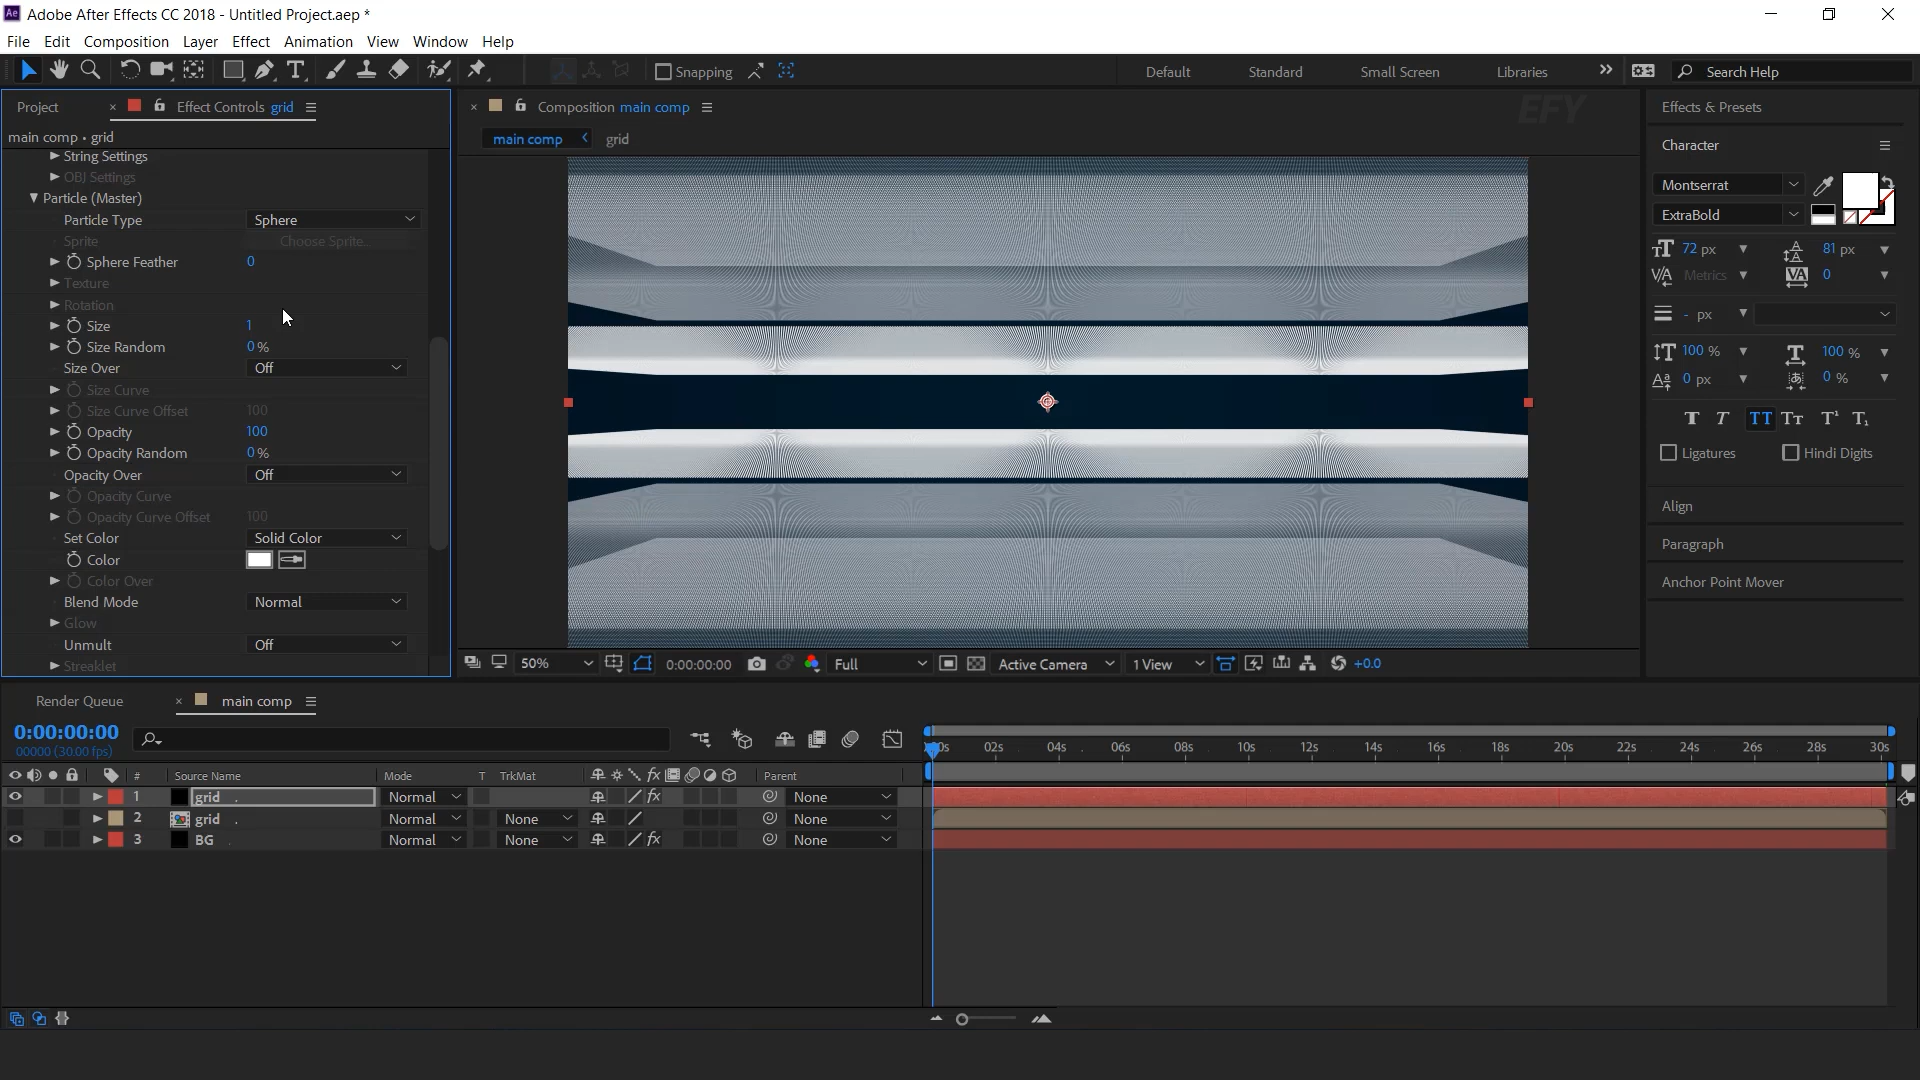 Ae Adobe After Effects CC 2018 - Untitled Project.aep *
File Edit Composition Layer Effect Animation View Window Help
Snapping Default Standard Small Screen Libraries Search Help
Project Effect Controls grid Composition main comp EFY Effects & Presets
main comp • grid main comp grid Character
String Settings
OBJ Settings
Particle (Master)
Particle Type Sphere
Sprite Choose Sprite..
Sphere Feather 0
Texture
Rotation
Size 1
Size Random 0 %
Size Over Off
Size Curve
Size Curve Offset 100
Opacity 100
Opacity Random 0 %
Opacity Over Off
Opacity Curve
Opacity Curve Offset 100
Set Color Solid Color
Color
Color Over
Blend Mode Normal
Glow
Unmult Off
Streaklet
Montserrat
ExtraBold
72 px 81 px
Metrics 0
- px
100 % 100 %
0 px 0 %
T T TT Tt T¹ T₁
Ligatures Hindi Digits
Align
Paragraph
Anchor Point Mover
50% 0:00:00:00 Full Active Camera 1 View +0.0
Render Queue main comp
0:00:00:00
00000 (30.00 fps)
02s 04s 06s 08s 10s 12s 14s 16s 18s 20s 22s 24s 26s 28s 30s
# Source Name Mode T TrkMat fx Parent
1 grid . Normal fx None
2 grid . Normal None None
3 BG . Normal None fx None